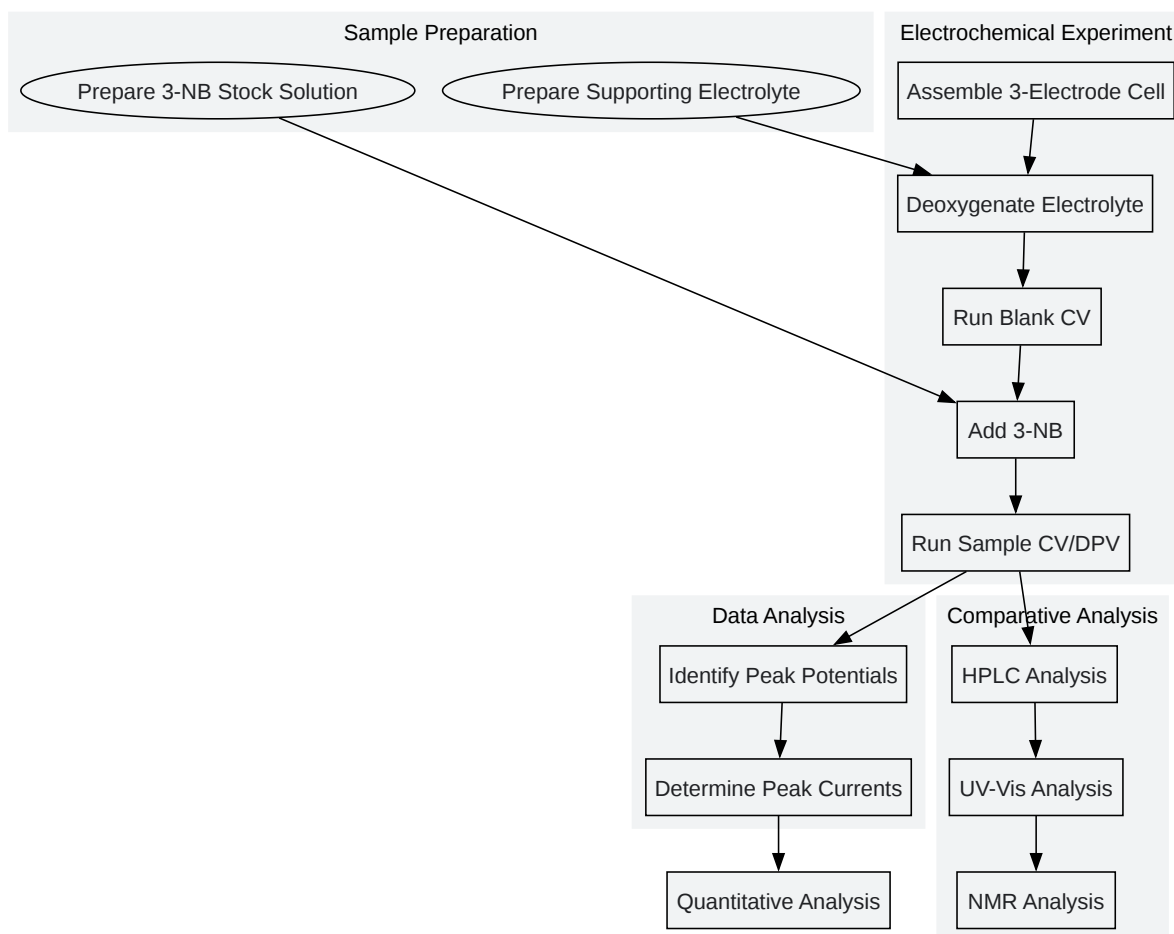 Sample Preparation
Electrochemical Experiment
Prepare 3-NB Stock Solution
Prepare Supporting Electrolyte
Assemble 3-Electrode Cell
Deoxygenate Electrolyte
Run Blank CV
Add 3-NB
Run Sample CV/DPV
Data Analysis
Comparative Analysis
Identify Peak Potentials
HPLC Analysis
Determine Peak Currents
UV-Vis Analysis
Quantitative Analysis
NMR Analysis